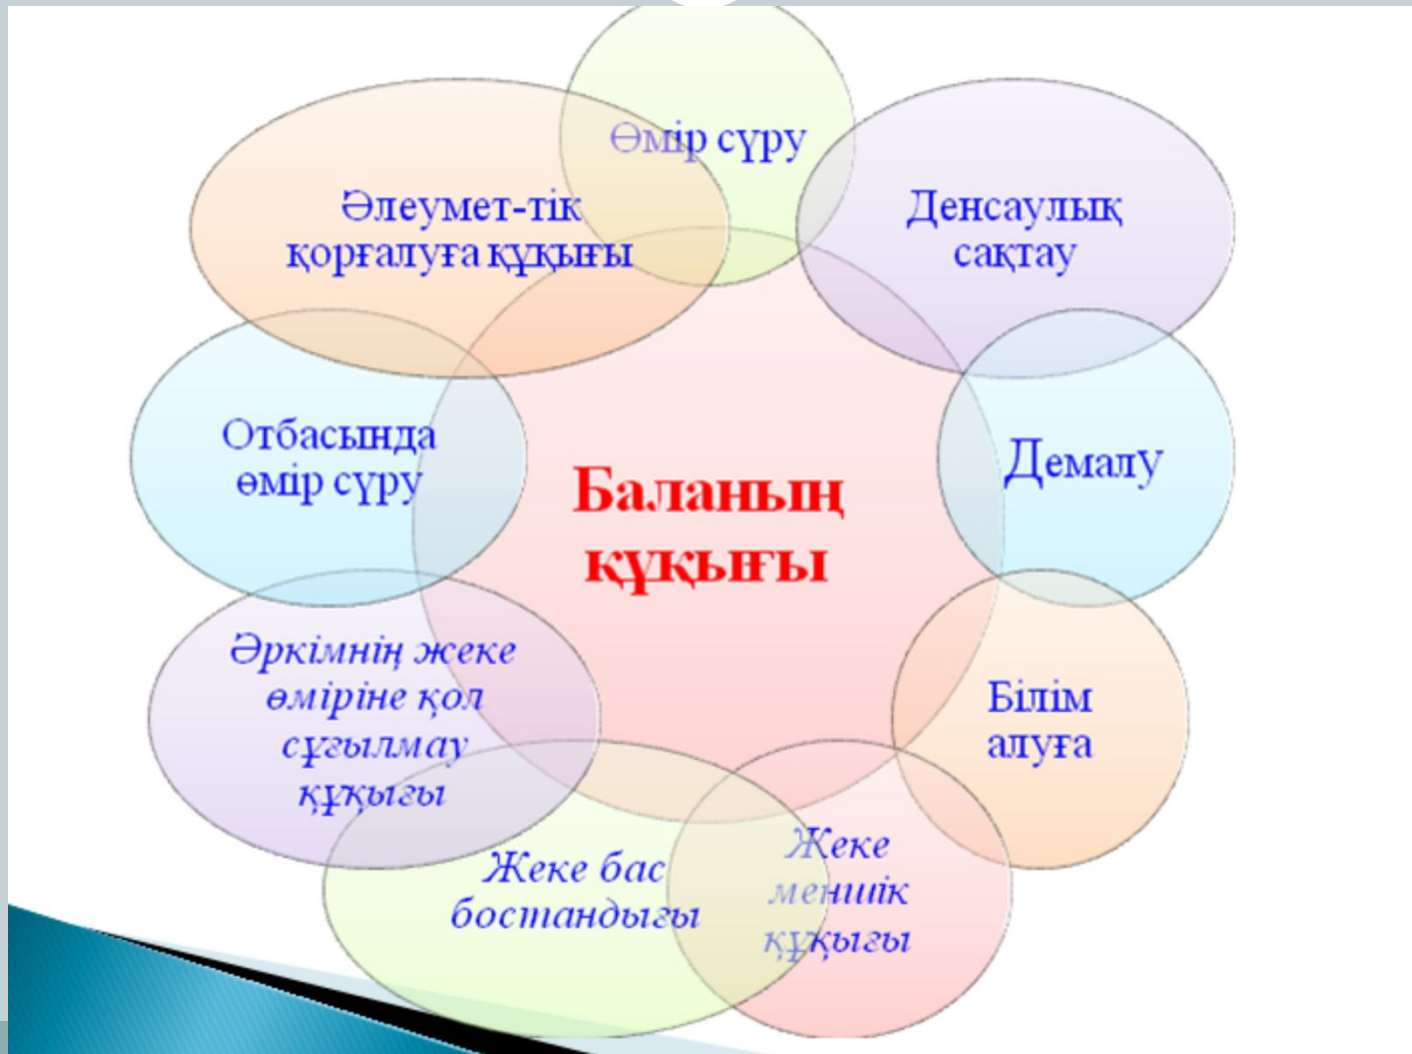 Өмір сүру
Денсаулық
сақтау
Демалу
Білім
алуға
Жеке
меншік
құқығы
Жеке бас
бостандығы
Әркімнің жеке
өміріне қол
сұғылмау
құқығы
Отбасында
өмір сүру
Әлеумет-тік
қорғалуға құқығы
Баланың
құқығы